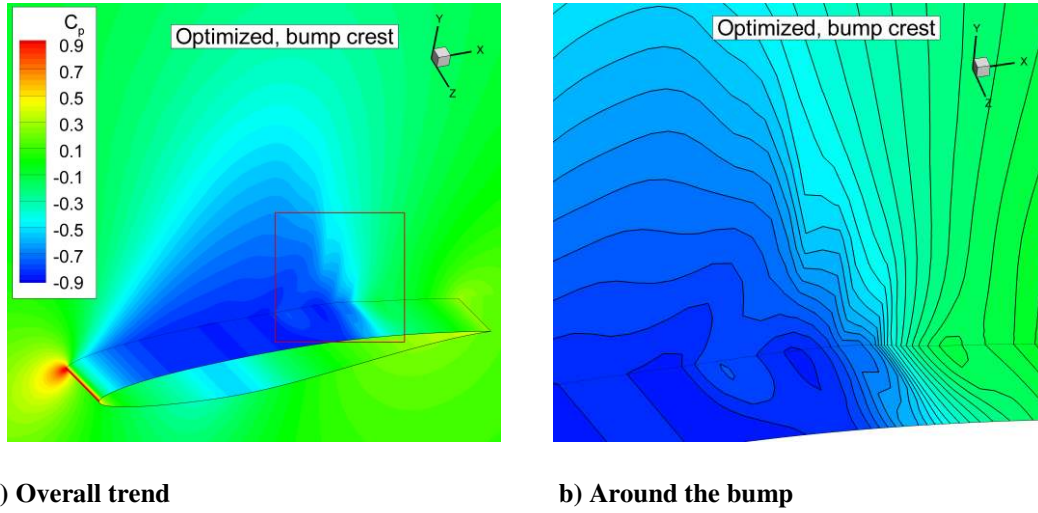 Cp
0.9
0.7
0.5
0.3
0.1
-0.1
-0.3
-0.5
-0.7
-0.9
Optimized, bump crest
Y
X
Z
Optimized, bump crest
Y
X
Z
) Overall trend
b) Around the bump